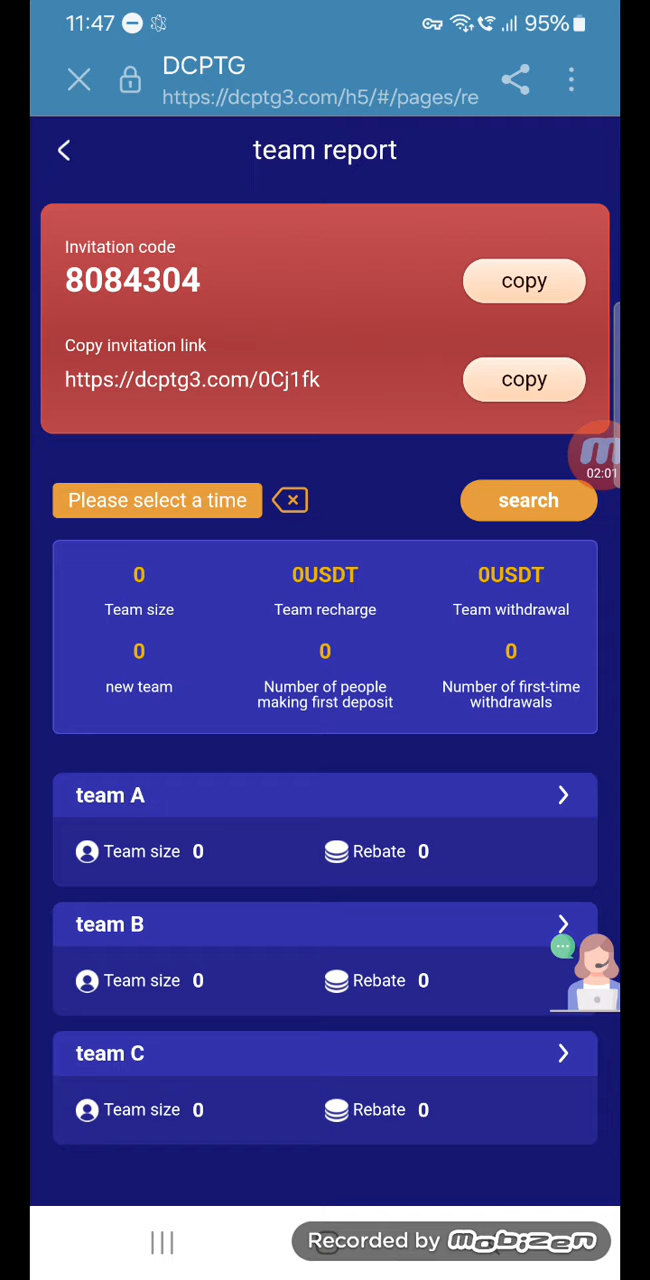 11:47
95%
DCPTG
https://dcptg3.com/h5/#/pages/re
team report
Invitation code
8084304
copy
Copy invitation link
https://dcptg3.com/0Cj1fk
copy
02:01
Please select a time
search
0
0USDT
0USDT
Team size
Team recharge
Team withdrawal
0
0
0
new team
Number of people
making first deposit
Number of first-time
withdrawals
team A
Team size 0
Rebate 0
team B
Team size 0
Rebate 0
team C
Team size 0
Rebate 0
Recorded by mobizen